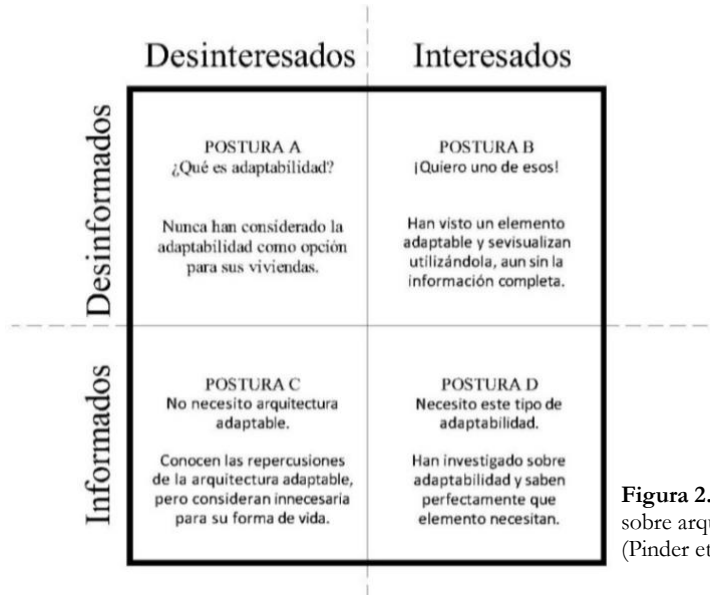 Desinteresados
Interesados
Desinformados
POSTURA A
¿Qué es adaptabilidad?
Nunca han considerado la
adaptabilidad como opción
para sus viviendas.
POSTURA B
¡Quiero uno de esos!
Han visto un elemento
adaptable y sevisualizan
utilizándola, aun sin la
información completa.
Informados
POSTURA C
No necesito arquitectura
adaptable.
Conocen las repercusiones
de la arquitectura adaptable,
pero consideran innecesaria
para su forma de vida.
POSTURA D
Necesito este tipo de
adaptabilidad.
Han investigado sobre
adaptabilidad y saben
perfectamente que
elemento necesitan.
Figura 2.
sobre arqu
(Pinder et